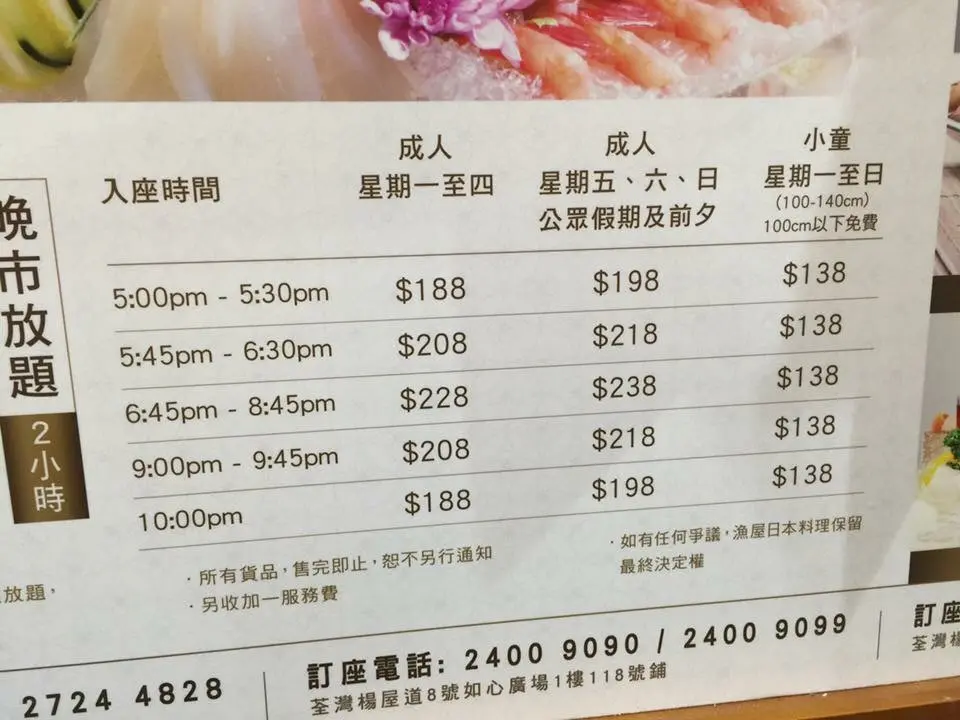 晚市放題
2小時
入座時間
成人
星期一至四
成人
星期五、六、日
公眾假期及前夕
小童
星期一至日
(100-140cm)
100cm以下免費
5:00pm - 5:30pm $188 $198 $138
5:45pm - 6:30pm $208 $218 $138
6:45pm - 8:45pm $228 $238 $138
9:00pm - 9:45pm $208 $218 $138
10:00pm $188 $198 $138
放題，
· 所有貨品，售完即止，恕不另行通知
· 另收加一服務費
· 如有任何爭議，漁屋日本料理保留
最終決定權
2724 4828
訂座電話: 2400 9090 / 2400 9099
荃灣楊屋道8號如心廣場1樓118號鋪
訂座
荃灣楊